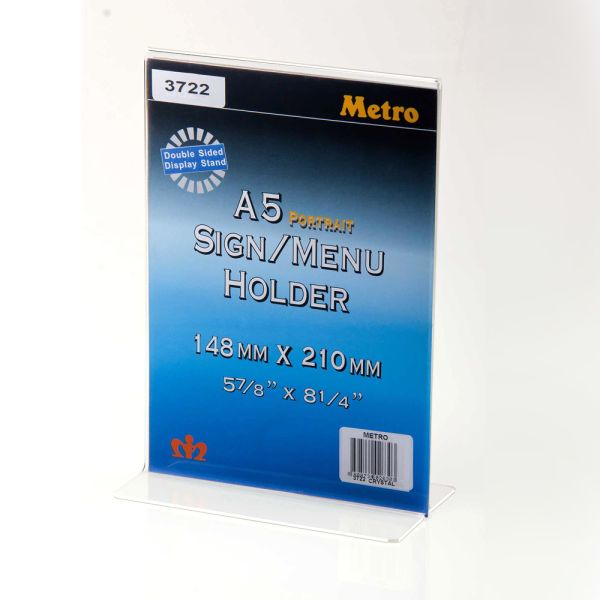 3722
Metro
Double Sided
Display Stand
A5 PORTRAIT
SIGN/MENU
HOLDER
148MM X 210MM
57/8" X 81/4"
METRO
3722 CRYSTAL